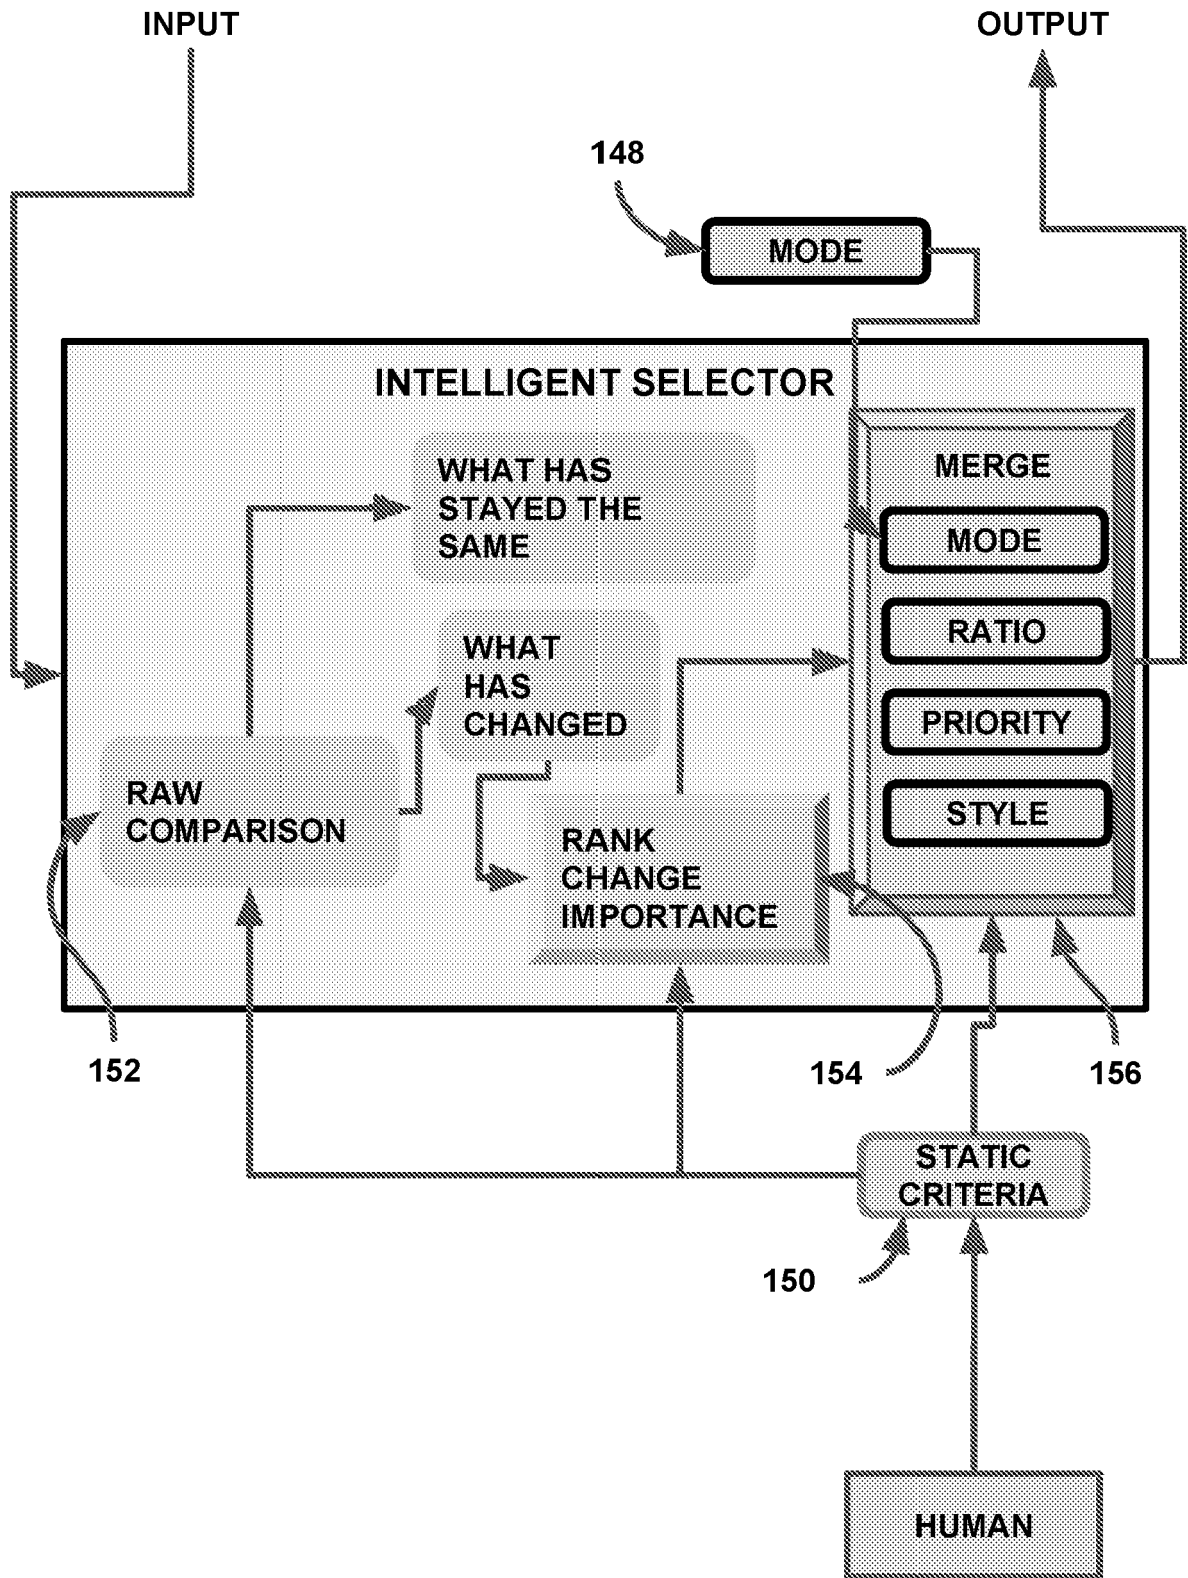 INPUT
OUTPUT
148
MODE
INTELLIGENT SELECTOR
WHAT HAS
STAYED THE
SAME
MERGE
MODE
RATIO
PRIORITY
STYLE
WHAT
HAS
CHANGED
RAW
COMPARISON
RANK
CHANGE
IMPORTANCE
152
154
156
STATIC
CRITERIA
150
HUMAN